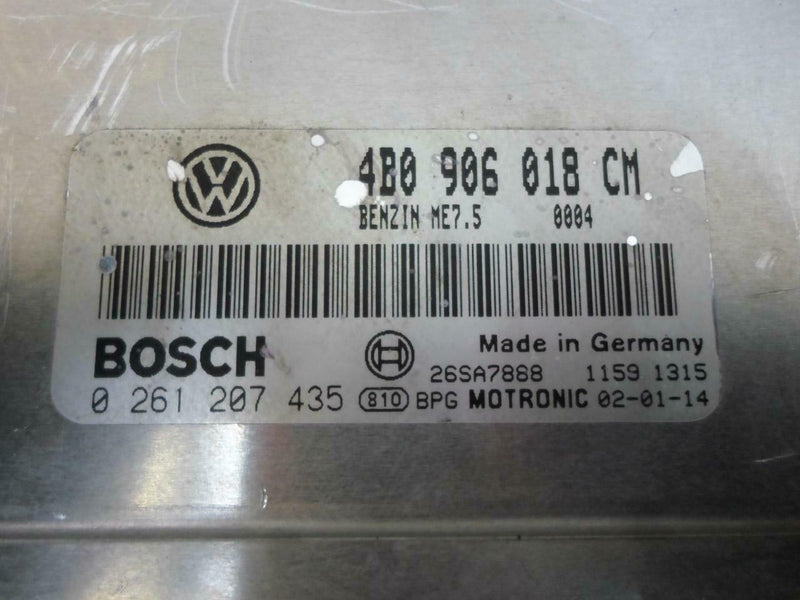 4B0 906 018 CM
BENZIN ME7.5 0004
BOSCH
Made in Germany
26SA7868 1159 1315
0 261 207 435 810 BPG MOTRONIC 02-01-14